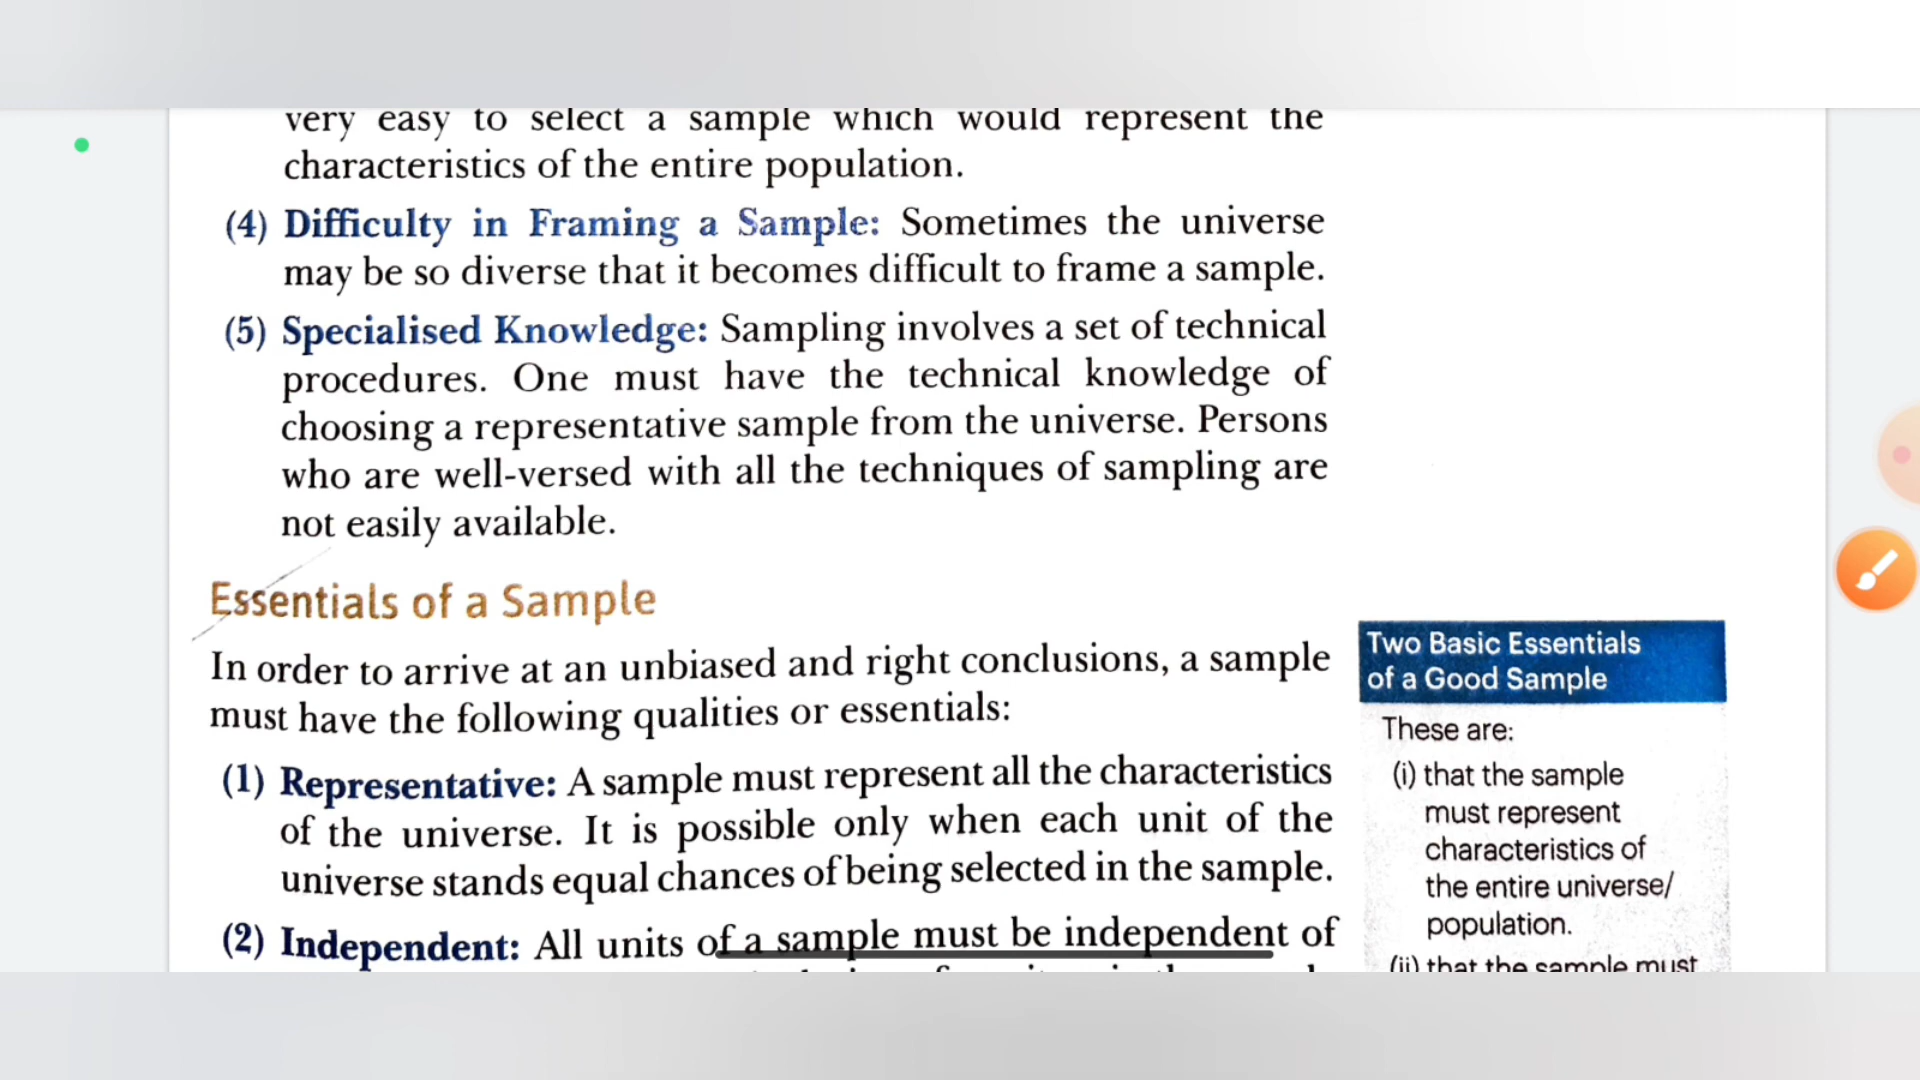 very easy to select a sample which would represent the
characteristics of the entire population.
(4) Difficulty in Framing a Sample: Sometimes the universe
may be so diverse that it becomes difficult to frame a sample.
(5) Specialised Knowledge: Sampling involves a set of technical
procedures. One must have the technical knowledge of
choosing a representative sample from the universe. Persons
who are well-versed with all the techniques of sampling are
not easily available.
Essentials of a Sample
In order to arrive at an unbiased and right conclusions, a sample
must have the following qualities or essentials:
(1) Representative: A sample must represent all the characteristics
of the universe. It is possible only when each unit of the
universe stands equal chances of being selected in the sample.
(2) Independent: All units of a sample must be independent of
Two Basic Essentials
of a Good Sample
These are:
(i) that the sample
must represent
characteristics of
the entire universe/
population.
(ii) that the sample must